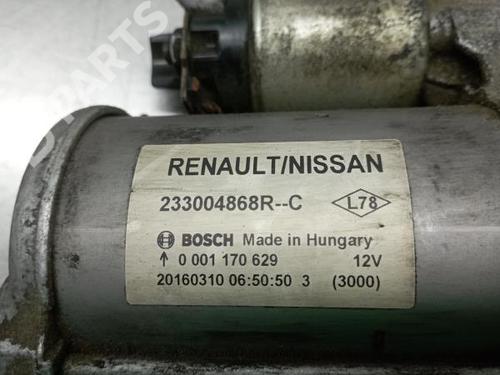 RENAULT/NISSAN
233004868R--C L78
BOSCH Made in Hungary
↑ 0 001 170 629 12V
20160310 06:50:50 3 (3000)